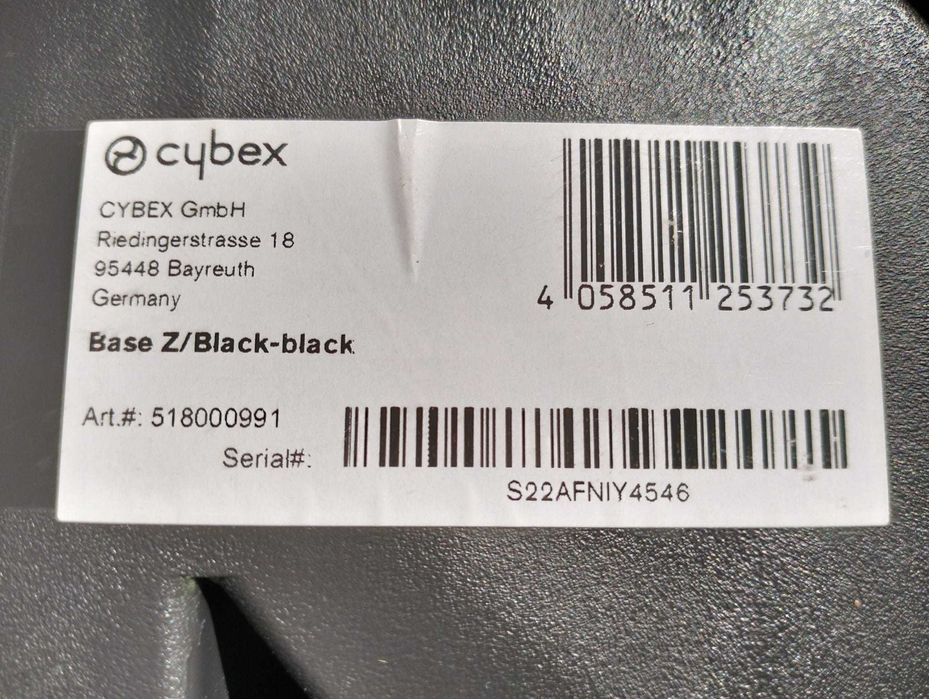 cybex
CYBEX GmbH
Riedingerstrasse 18
95448 Bayreuth
Germany
4 058511 253732
Base Z/Black-black
Art.#: 518000991
Serial#:
S22AFNIY4546